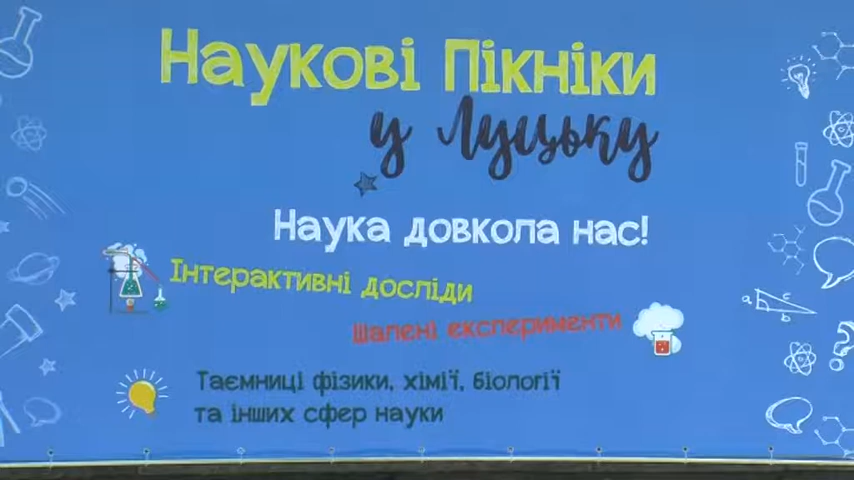 Наукові Пікніки
у Луцьку
Наука довкола нас!
Інтерактивні досліди
Шалені експерименти
Таємниці фізики, хімії, біології
та інших сфер науки
a c
b
?